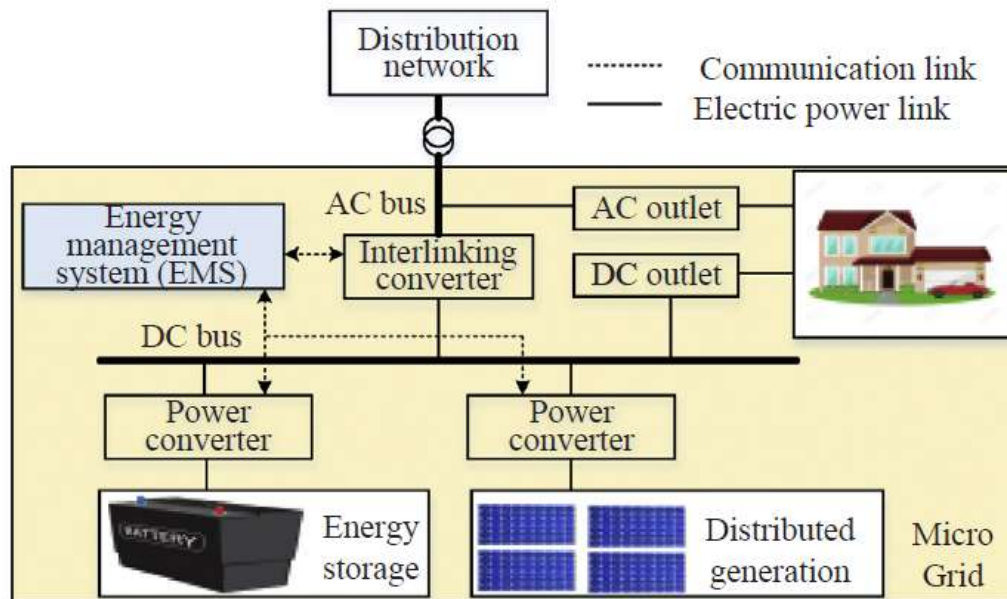 Distribution
network
Communication link
Electric power link
AC bus
Energy
management
system (EMS)
Interlinking
converter
AC outlet
DC outlet
DC bus
Power
converter
Power
converter
BATTERY
Energy
storage
Distributed
generation
Micro
Grid